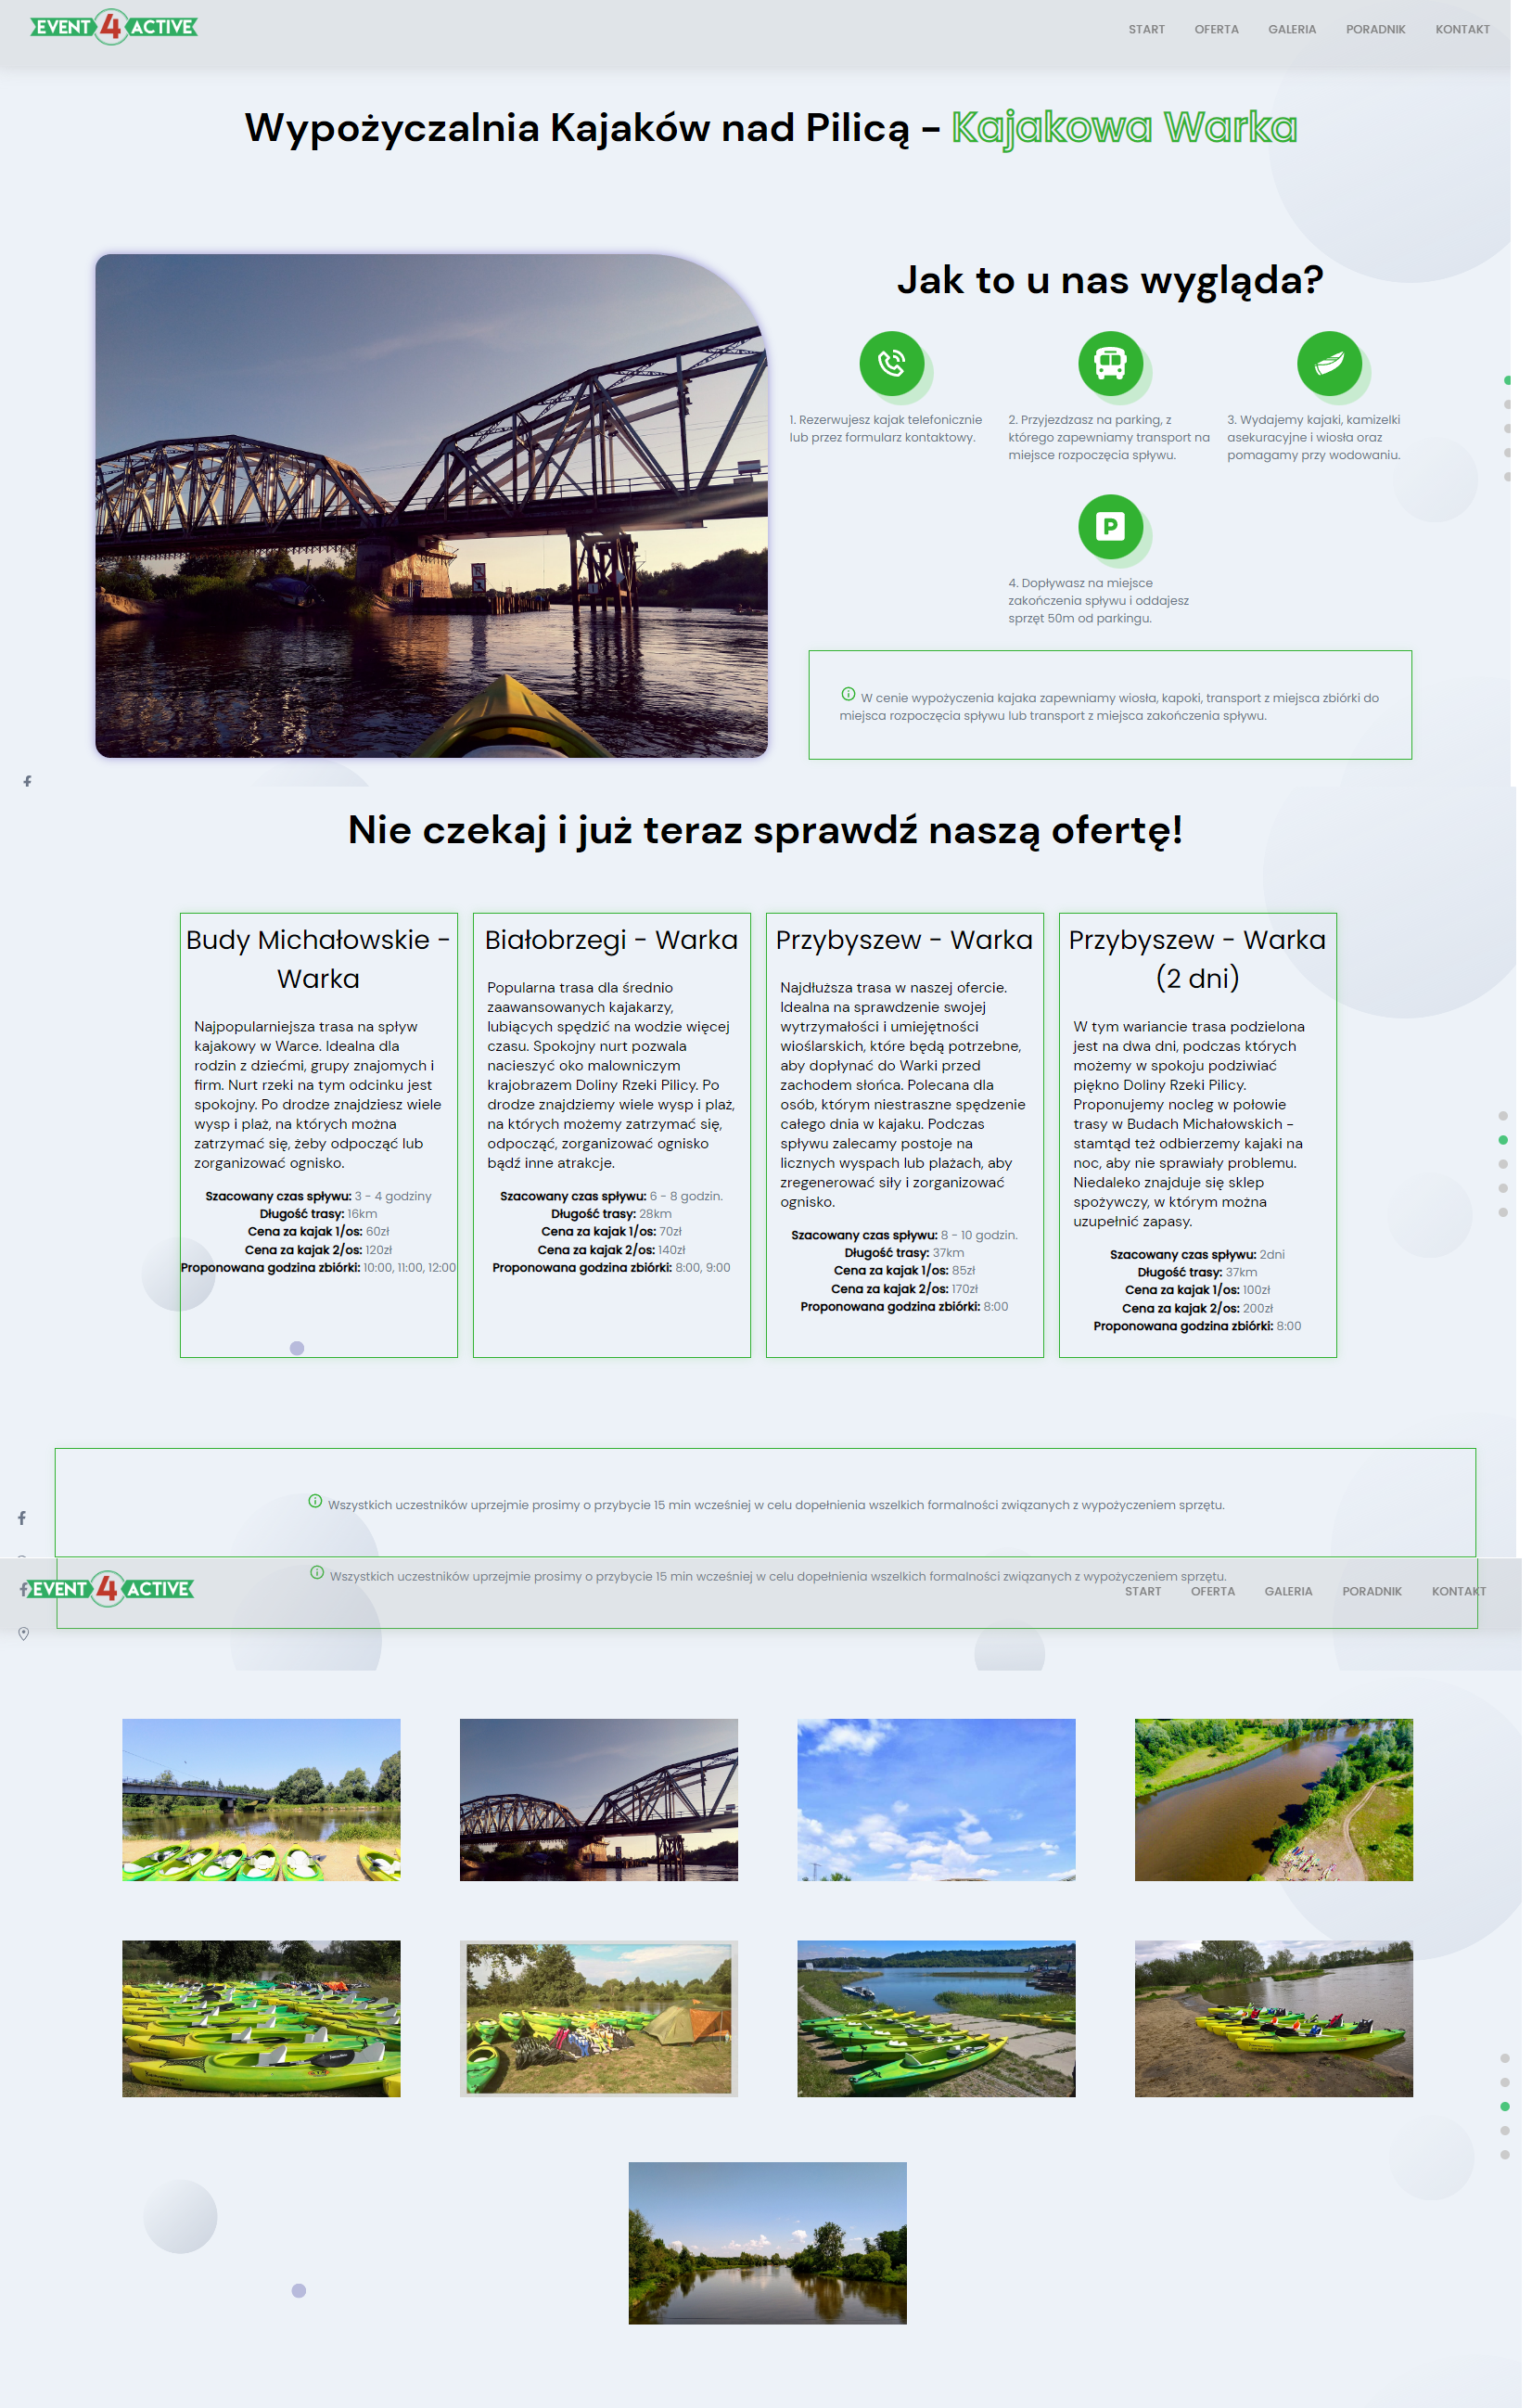 EVENT 4 ACTIVE
START OFERTA GALERIA PORADNIK KONTAKT
Wypożyczalnia Kajaków nad Pilicą - Kajakowa Warka
Jak to u nas wygląda?
1. Rezerwujesz kajak telefonicznie
lub przez formularz kontaktowy.
2. Przyjezdzasz na parking, z
którego zapewniamy transport na
miejsce rozpoczęcia spływu.
3. Wydajemy kajaki, kamizelki
asekuracyjne i wiosła oraz
pomagamy przy wodowaniu.
P
4. Dopływasz na miejsce
zakończenia spływu i oddajesz
sprzęt 50m od parkingu.
W cenie wypożyczenia kajaka zapewniamy wiosła, kapoki, transport z miejsca zbiórki do
miejsca rozpoczęcia spływu lub transport z miejsca zakończenia spływu.
Nie czekaj i już teraz sprawdź naszą ofertę!
Budy Michałowskie -
Warka
Najpopularniejsza trasa na spływ
kajakowy w Warce. Idealna dla
rodzin z dziećmi, grupy znajomych i
firm. Nurt rzeki na tym odcinku jest
spokojny. Po drodze znajdziesz wiele
wysp i plaż, na których można
zatrzymać się, żeby odpocząć lub
zorganizować ognisko.
Szacowany czas spływu: 3 - 4 godziny
Długość trasy: 16km
Cena za kajak 1/os: 60zł
Cena za kajak 2/os: 120zł
Proponowana godzina zbiórki: 10:00, 11:00, 12:00
Białobrzegi - Warka
Popularna trasa dla średnio
zaawansowanych kajakarzy,
lubiących spędzić na wodzie więcej
czasu. Spokojny nurt pozwala
nacieszyć oko malowniczym
krajobrazem Doliny Rzeki Pilicy. Po
drodze znajdziemy wiele wysp i plaż,
na których możemy zatrzymać się,
odpocząć, zorganizować ognisko
bądź inne atrakcje.
Szacowany czas spływu: 6 - 8 godzin.
Długość trasy: 28km
Cena za kajak 1/os: 70zł
Cena za kajak 2/os: 140zł
Proponowana godzina zbiórki: 8:00, 9:00
Przybyszew - Warka
Najdłuższa trasa w naszej ofercie.
Idealna na sprawdzenie swojej
wytrzymałości i umiejętności
wioślarskich, które będą potrzebne,
aby dopłynąć do Warki przed
zachodem słońca. Polecana dla
osób, którym niestraszne spędzenie
całego dnia w kajaku. Podczas
spływu zalecamy postoje na
licznych wyspach lub plażach, aby
zregenerować siły i zorganizować
ognisko.
Szacowany czas spływu: 8 - 10 godzin.
Długość trasy: 37km
Cena za kajak 1/os: 85zł
Cena za kajak 2/os: 170zł
Proponowana godzina zbiórki: 8:00
Przybyszew - Warka
(2 dni)
W tym wariancie trasa podzielona
jest na dwa dni, podczas których
możemy w spokoju podziwiać
piękno Doliny Rzeki Pilicy.
Proponujemy nocleg w połowie
trasy w Budach Michałowskich -
stamtąd też odbierzemy kajaki na
noc, aby nie sprawiały problemu.
Niedaleko znajduje się sklep
spożywczy, w którym można
uzupełnić zapasy.
Szacowany czas spływu: 2dni
Długość trasy: 37km
Cena za kajak 1/os: 100zł
Cena za kajak 2/os: 200zł
Proponowana godzina zbiórki: 8:00
Wszystkich uczestników uprzejmie prosimy o przybycie 15 min wcześniej w celu dopełnienia wszelkich formalności związanych z wypożyczeniem sprzętu.
Wszystkich uczestników uprzejmie prosimy o przybycie 15 min wcześniej w celu dopełnienia wszelkich formalności związanych z wypożyczeniem sprzętu.
EVENT 4 ACTIVE
START OFERTA GALERIA PORADNIK KONTAKT